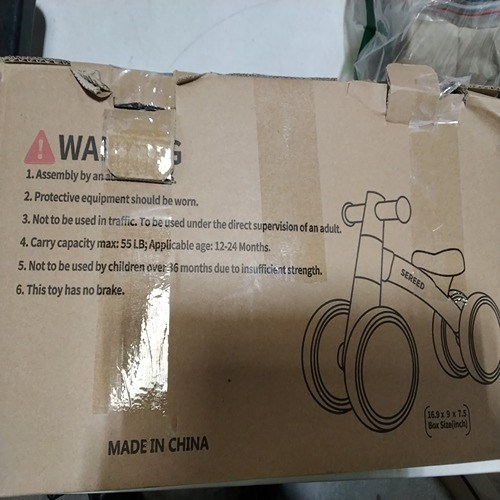 WA G
1. Assembly by an
2. Protective equipment should be worn.
3. Not to be used in traffic. To be used under the direct supervision of an adult.
4. Carry capacity max: 55 LB; Applicable age: 12-24 Months.
5. Not to be used by children over 36 months due to insufficient strength.
6. This toy has no brake.
SEREED
16.9 x 9 x 7.5
Box Size(inch)
MADE IN CHINA